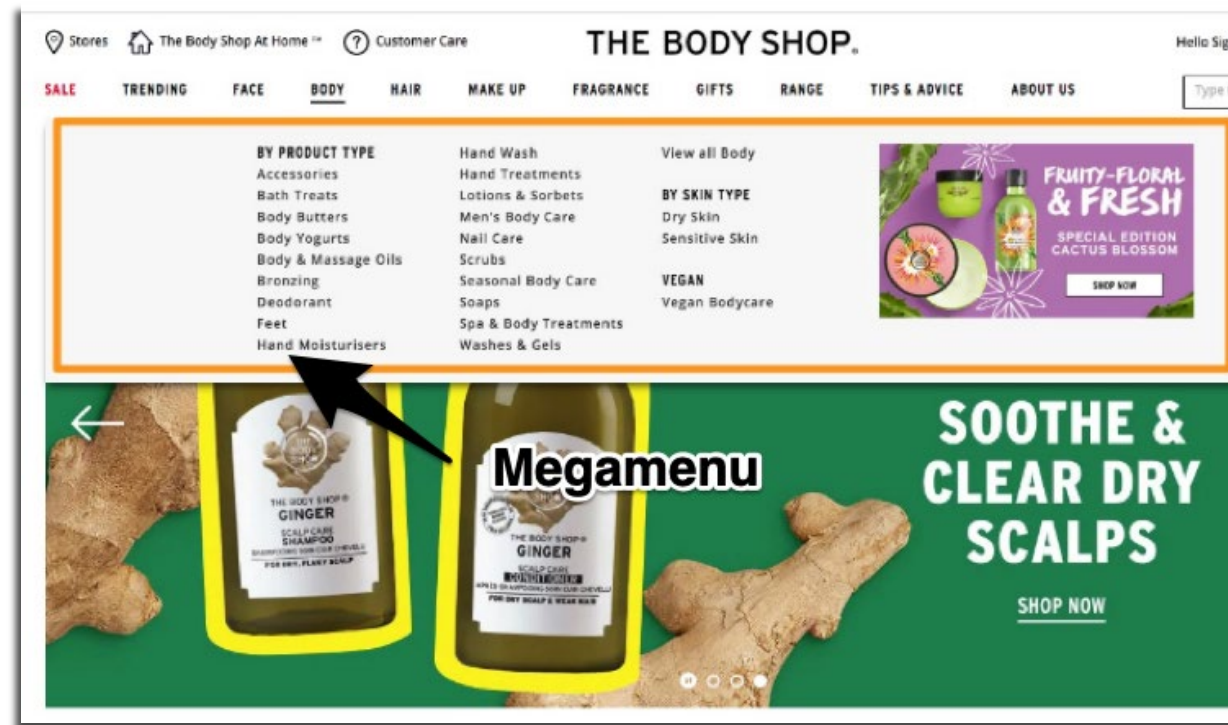 Stores The Body Shop At Home ™ ? Customer Care THE BODY SHOP® Hello Sig
SALE TRENDING FACE BODY HAIR MAKE UP FRAGRANCE GIFTS RANGE TIPS & ADVICE ABOUT US Type
BY PRODUCT TYPE
Accessories
Bath Treats
Body Butters
Body Yogurts
Body & Massage Oils
Bronzing
Deodorant
Feet
Hand Moisturisers
Hand Wash
Hand Treatments
Lotions & Sorbets
Men's Body Care
Nail Care
Scrubs
Seasonal Body Care
Soaps
Spa & Body Treatments
Washes & Gels
View all Body
BY SKIN TYPE
Dry Skin
Sensitive Skin
VEGAN
Vegan Bodycare
FRUITY-FLORAL
& FRESH
SPECIAL EDITION
CACTUS BLOSSOM
SHOP NOW
Megamenu
THE BODY SHOP®
GINGER
SCALP CARE
SHAMPOO
FOR DRY, FLAKY SCALP
THE BODY SHOP®
GINGER
SCALP CARE
CONDITIONER
FOR DRY SCALP & WEAK HAIR
SOOTHE &
CLEAR DRY
SCALPS
SHOP NOW